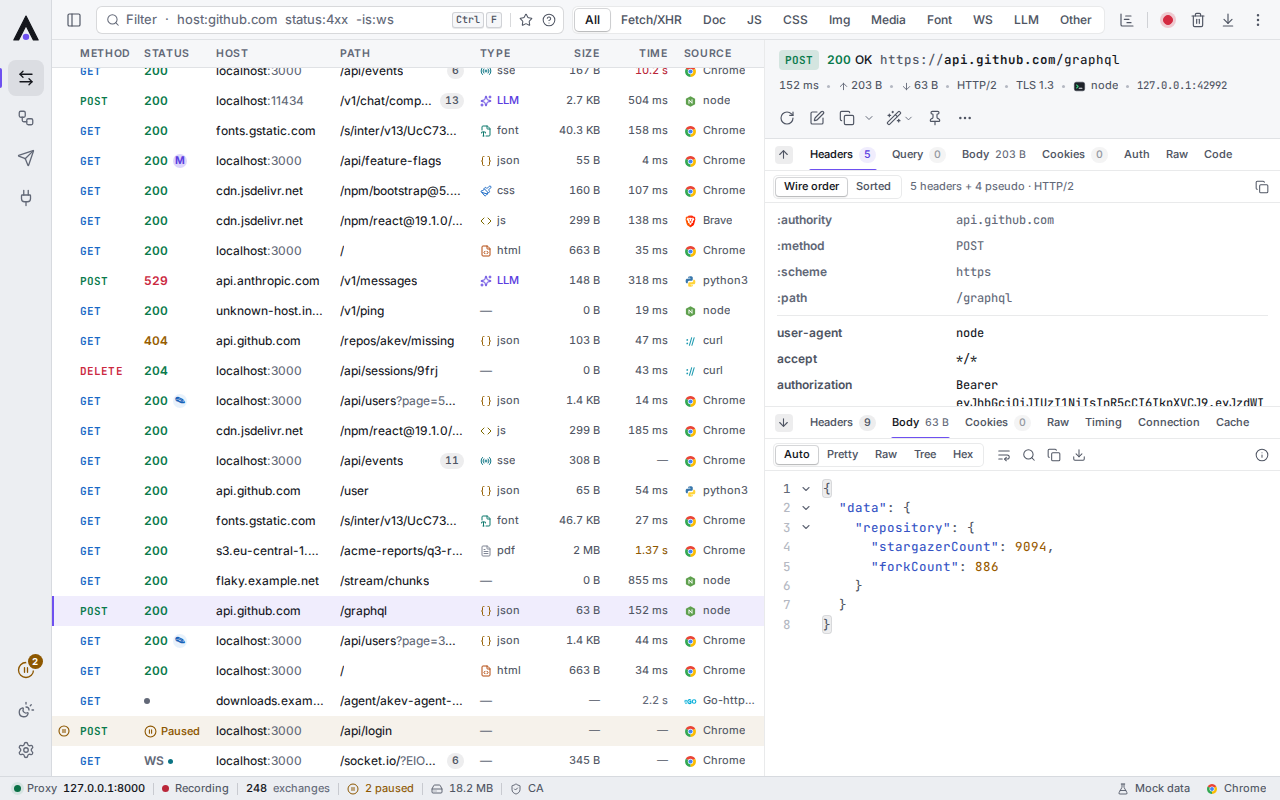 Filter · host:github.com status:4xx -is:ws Ctrl F All Fetch/XHR Doc JS CSS Img Media Font WS LLM Other
METHOD STATUS HOST PATH TYPE SIZE TIME SOURCE
GET 200 localhost:3000 /api/events 6 sse 167 B 10.2 s Chrome
POST 200 localhost:11434 /v1/chat/comp... 13 LLM 2.7 KB 504 ms node
GET 200 fonts.gstatic.com /s/inter/v13/UcC73... font 40.3 KB 158 ms Chrome
GET 200 M localhost:3000 /api/feature-flags json 55 B 4 ms Chrome
GET 200 cdn.jsdelivr.net /npm/bootstrap@5.... css 160 B 107 ms Chrome
GET 200 cdn.jsdelivr.net /npm/react@19.1.0/... js 299 B 138 ms Brave
GET 200 localhost:3000 / html 663 B 35 ms Chrome
POST 529 api.anthropic.com /v1/messages LLM 148 B 318 ms python3
GET 200 unknown-host.in... /v1/ping — 0 B 19 ms node
GET 404 api.github.com /repos/akev/missing json 103 B 47 ms curl
DELETE 204 localhost:3000 /api/sessions/9frj — 0 B 43 ms curl
GET 200 localhost:3000 /api/users?page=5... json 1.4 KB 14 ms Chrome
GET 200 cdn.jsdelivr.net /npm/react@19.1.0/... js 299 B 185 ms Chrome
GET 200 localhost:3000 /api/events 11 sse 308 B — Chrome
GET 200 api.github.com /user json 65 B 54 ms python3
GET 200 fonts.gstatic.com /s/inter/v13/UcC73... font 46.7 KB 27 ms Chrome
GET 200 s3.eu-central-1.... /acme-reports/q3-r... pdf 2 MB 1.37 s Chrome
GET 200 flaky.example.net /stream/chunks — 0 B 855 ms node
POST 200 api.github.com /graphql json 63 B 152 ms node
GET 200 localhost:3000 /api/users?page=3... json 1.4 KB 44 ms Chrome
GET 200 localhost:3000 / html 663 B 34 ms Chrome
GET downloads.exam... /agent/akev-agent-... — — 2.2 s Go-http...
POST Paused localhost:3000 /api/login — — — Chrome
GET WS localhost:3000 /socket.io/?EIO... 6 — 345 B — Chrome
POST 200 OK https://api.github.com/graphql
152 ms • ↑ 203 B • ↓ 63 B • HTTP/2 • TLS 1.3 • node • 127.0.0.1:42992
Headers 5 Query 0 Body 203 B Cookies 0 Auth Raw Code
Wire order Sorted 5 headers + 4 pseudo · HTTP/2
:authority api.github.com
:method POST
:scheme https
:path /graphql
user-agent node
accept */*
authorization Bearer
eyJhbGciOiJIUzI1NiIsInR5cCI6IkpXVCJ9.eyJzdWI
Headers 9 Body 63 B Cookies 0 Raw Timing Connection Cache
Auto Pretty Raw Tree Hex
1 {
2 "data": {
3 "repository": {
4 "stargazerCount": 9094,
5 "forkCount": 886
6 }
7 }
8 }
2
Proxy 127.0.0.1:8000 Recording 248 exchanges 2 paused 18.2 MB CA Mock data Chrome